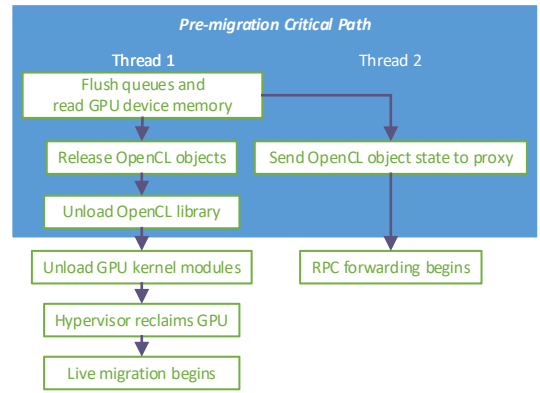 Pre-migration Critical Path
Thread 1
Thread 2
Flush queues and
read GPU device memory
Release OpenCL objects
Send OpenCL object state to proxy
Unload OpenCL library
Unload GPU kernel modules
RPC forwarding begins
Hypervisor reclaims GPU
Live migration begins